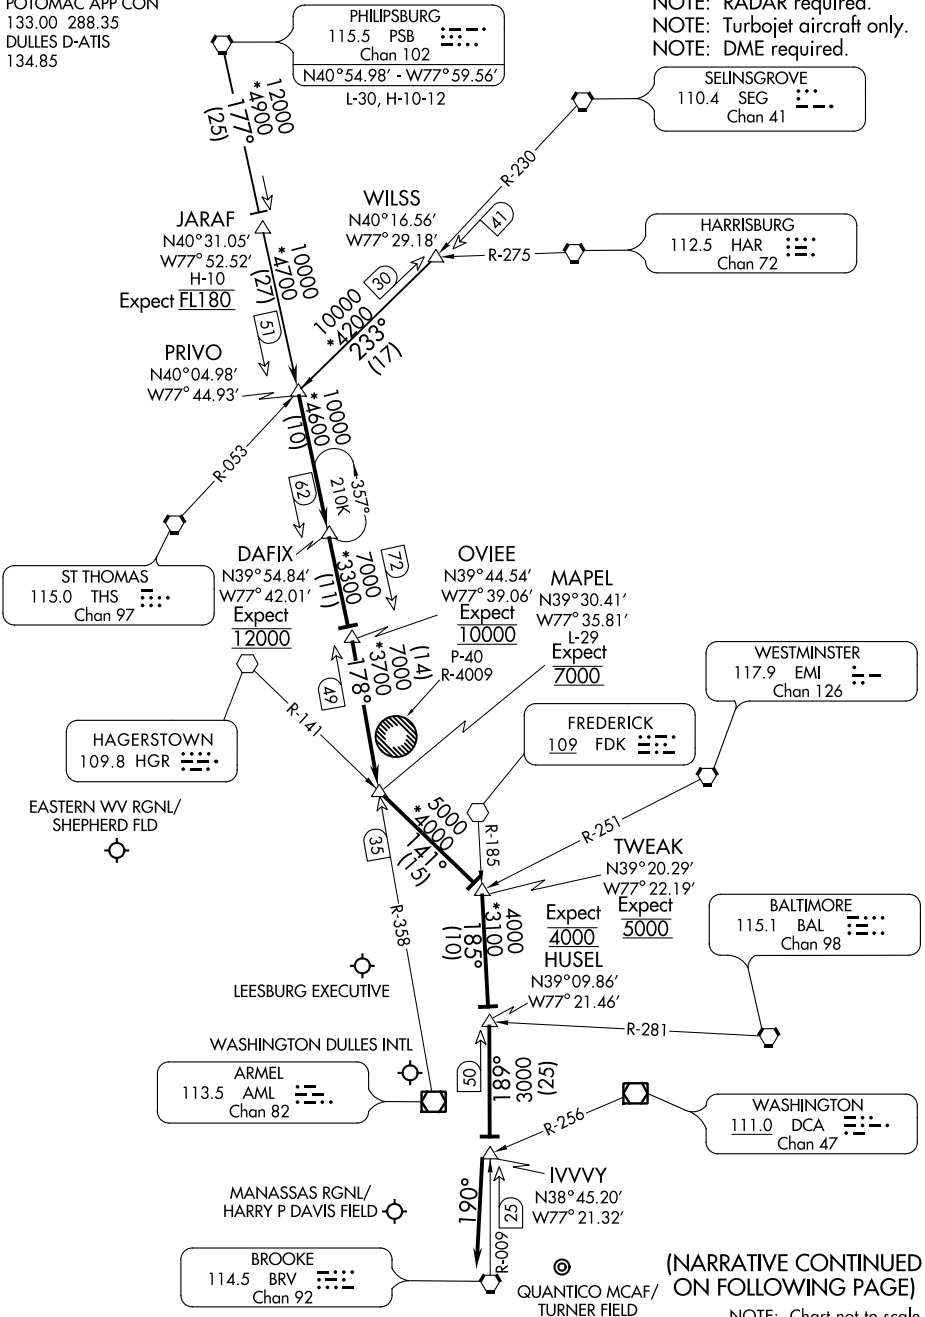 POTOMAC APP CON
133.00 288.35
DULLES D-ATIS
134.85
PHILIPSBURG
115.5 PSB
Chan 102
N40°54.98' - W77°59.56'
L-30, H-10-12
NOTE: RADAR required.
NOTE: Turbojet aircraft only.
NOTE: DME required.
SELINSGROVE
110.4 SEG
Chan 41
12000
*4900
177°
(25)
R-230
WILSS
N40°16.56'
W77°29.18'
41
HARRISBURG
112.5 HAR
Chan 72
R-275
JARAF
N40°31.05'
W77°52.52'
H-10
Expect FL180
10000
*4700
(27)
51
30
10000
*4200
233°
(17)
PRIVO
N40°04.98'
W77°44.93'
10000
*4600
(10)
R-053
62
357°
210K
ST THOMAS
115.0 THS
Chan 97
DAFIX
N39°54.84'
W77°42.01'
Expect
12000
7000
*3300
(11)
72
OVIEE
N39°44.54'
W77°39.06'
Expect
10000
MAPEL
N39°30.41'
W77°35.81'
L-29
Expect
7000
7000
(14)
*3700
178°
49
P-40
R-4009
WESTMINSTER
117.9 EMI
Chan 126
R-141
HAGERSTOWN
109.8 HGR
FREDERICK
109 FDK
EASTERN WV RGNL/
SHEPHERD FLD
5000
*4000
141°
(15)
35
R-185
R-251
TWEAK
N39°20.29'
W77°22.19'
Expect
5000
R-358
4000
*3100
185°
(10)
Expect
4000
HUSEL
N39°09.86'
W77°21.46'
BALTIMORE
115.1 BAL
Chan 98
LEESBURG EXECUTIVE
R-281
WASHINGTON DULLES INTL
ARMEL
113.5 AML
Chan 82
50
189°
3000
(25)
WASHINGTON
111.0 DCA
Chan 47
R-256
IVVVY
N38°45.20'
W77°21.32'
MANASSAS RGNL/
HARRY P DAVIS FIELD
190°
25
R-009
BROOKE
114.5 BRV
Chan 92
QUANTICO MCAF/
TURNER FIELD
(NARRATIVE CONTINUED
ON FOLLOWING PAGE)
NOTE: Chart not to scale